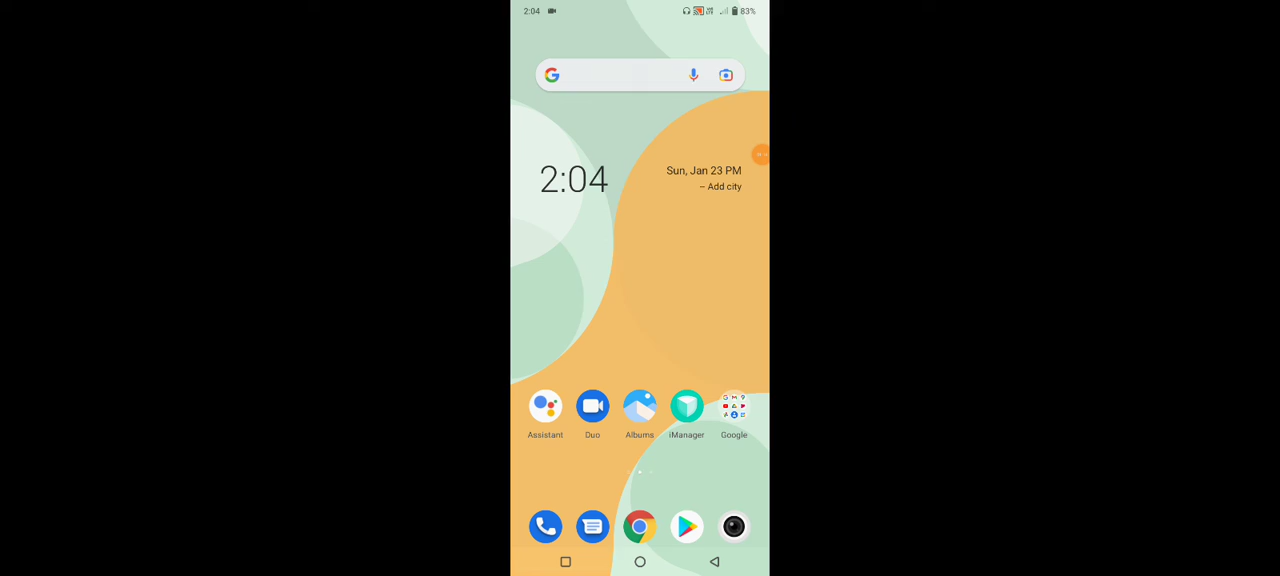 2:04
83%
2:04
Sun, Jan 23 PM
-- Add city
Assistant
Duo
Albums
iManager
Google